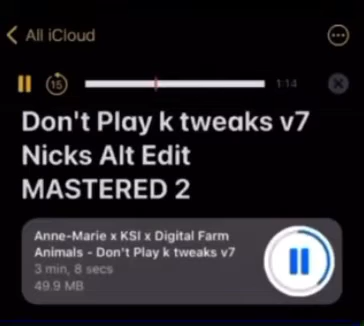 All iCloud
15
1:14
Don't Play k tweaks v7
Nicks Alt Edit
MASTERED 2
Anne-Marie x KSI x Digital Farm
Animals - Don't Play k tweaks v7
3 min, 8 secs
49.9 MB